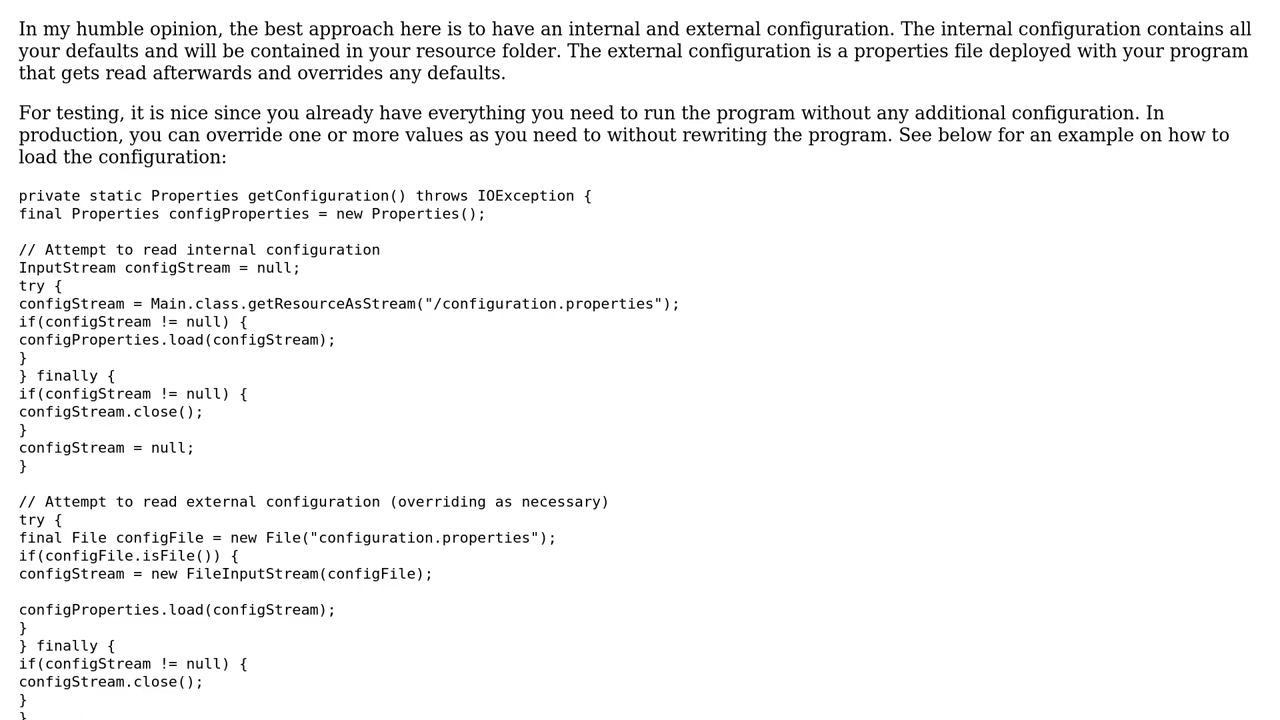 In my humble opinion, the best approach here is to have an internal and external configuration. The internal configuration contains all
your defaults and will be contained in your resource folder. The external configuration is a properties file deployed with your program
that gets read afterwards and overrides any defaults.
For testing, it is nice since you already have everything you need to run the program without any additional configuration. In
production, you can override one or more values as you need to without rewriting the program. See below for an example on how to
load the configuration:
private static Properties getConfiguration() throws IOException {
final Properties configProperties = new Properties();
// Attempt to read internal configuration
InputStream configStream = null;
try {
configStream = Main.class.getResourceAsStream("/configuration.properties");
if(configStream != null) {
configProperties.load(configStream);
}
} finally {
if(configStream != null) {
configStream.close();
}
configStream = null;
}
// Attempt to read external configuration (overriding as necessary)
try {
final File configFile = new File("configuration.properties");
if(configFile.isFile()) {
configStream = new FileInputStream(configFile);
configProperties.load(configStream);
}
} finally {
if(configStream != null) {
configStream.close();
}
}